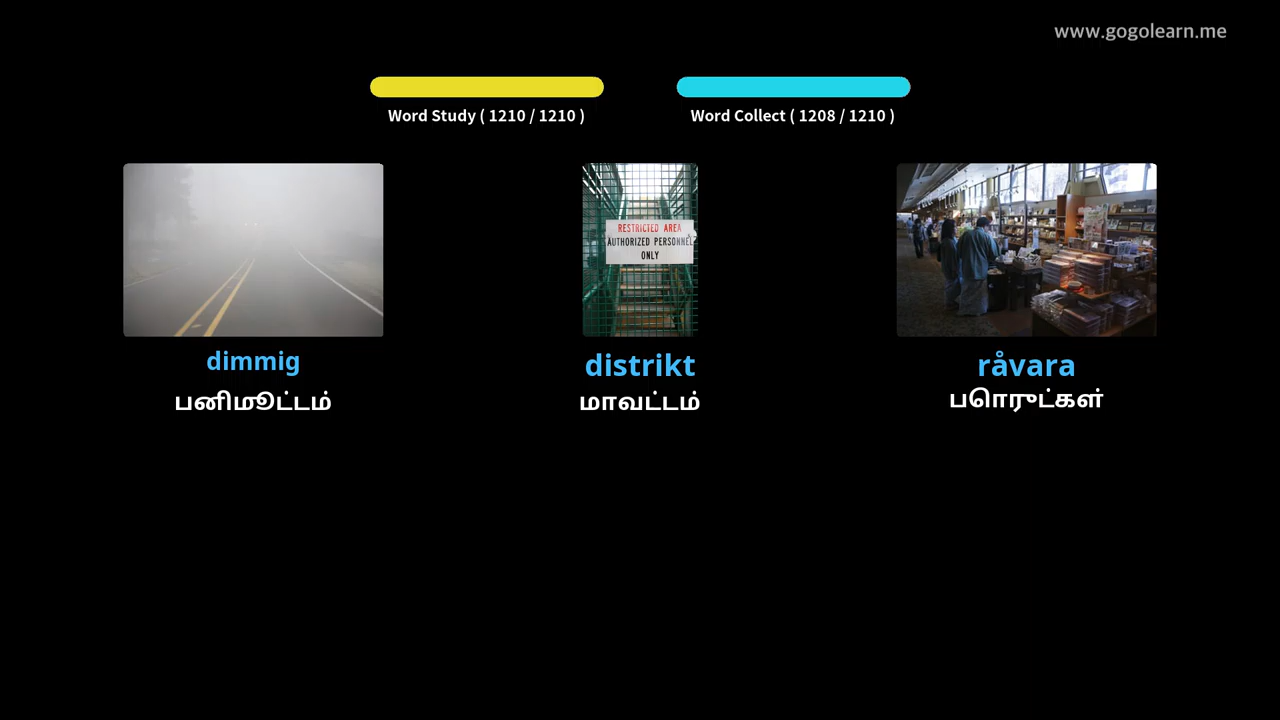 www.gogolearn.me
Word Study ( 1210 / 1210 )
Word Collect ( 1208 / 1210 )
RESTRICTED AREA
AUTHORIZED PERSONNEL
ONLY
dimmig
distrikt
råvara
பனிமூட்டம்
மாவட்டம்
பொருட்கள்